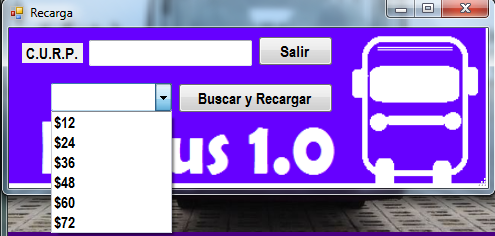 Recarga
C.U.R.P.
Salir
Buscar y Recargar
us 1.0
$12
$24
$36
$48
$60
$72